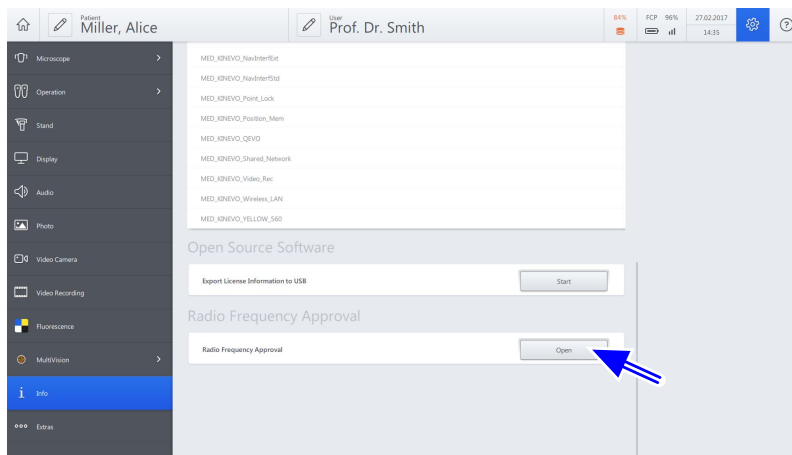 Patient
Miller, Alice
User
Prof. Dr. Smith
84%
FCP 96%
27.02.2017
14:35
?
Microscope
Operation
Stand
Display
Audio
Photo
Video Camera
Video Recording
Fluorescence
MultiVision
i Info
Extras
MED_KINEVO_NavInterfExt
MED_KINEVO_NavInterfStd
MED_KINEVO_Point_Lock
MED_KINEVO_Position_Mem
MED_KINEVO_QEVO
MED_KINEVO_Shared_Network
MED_KINEVO_Video_Rec
MED_KINEVO_Wireless_LAN
MED_KINEVO_YELLOW_560
Open Source Software
Export License Information to USB
Start
Radio Frequency Approval
Radio Frequency Approval
Open